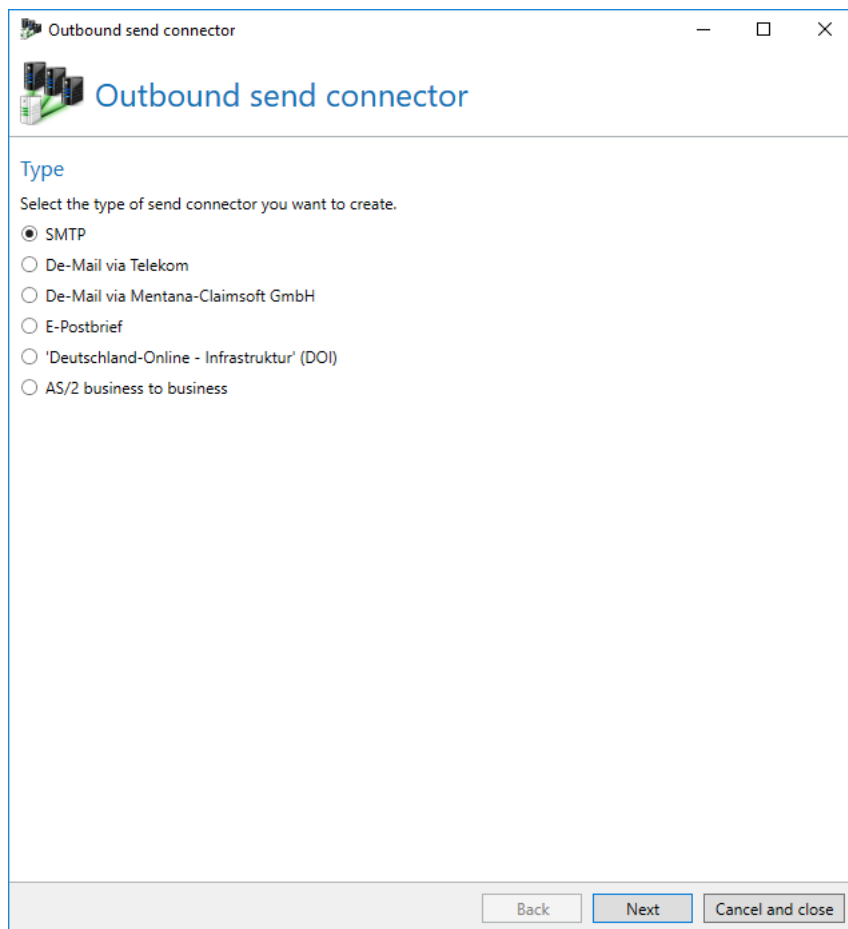 Outbound send connector
Outbound send connector
Type
Select the type of send connector you want to create.
SMTP
De-Mail via Telekom
De-Mail via Mentana-Claimsoft GmbH
E-Postbrief
'Deutschland-Online - Infrastruktur' (DOI)
AS/2 business to business
Back Next Cancel and close